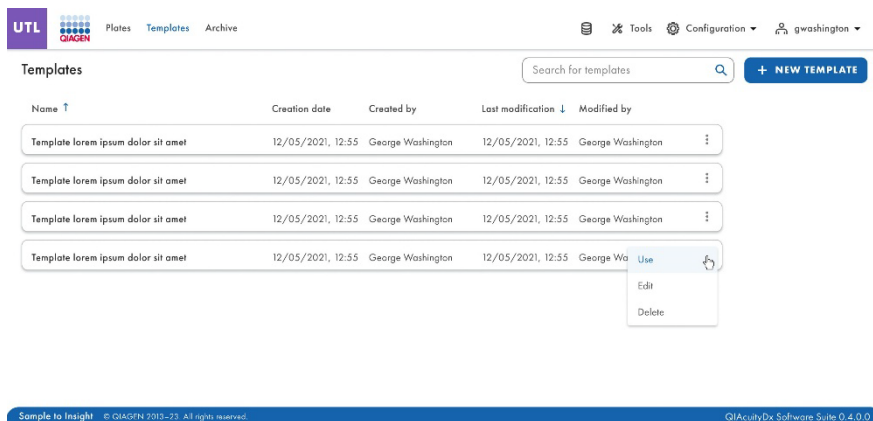 UTL QIAGEN Plates Templates Archive Tools Configuration gwashington
Templates Search for templates + NEW TEMPLATE
Name ↑ Creation date Created by Last modification ↓ Modified by
Template lorem ipsum dolor sit amet 12/05/2021, 12:55 George Washington 12/05/2021, 12:55 George Washington
Template lorem ipsum dolor sit amet 12/05/2021, 12:55 George Washington 12/05/2021, 12:55 George Washington
Template lorem ipsum dolor sit amet 12/05/2021, 12:55 George Washington 12/05/2021, 12:55 George Washington
Template lorem ipsum dolor sit amet 12/05/2021, 12:55 George Washington 12/05/2021, 12:55 George Wa
Use
Edit
Delete
Sample to Insight © QIAGEN 2013–23. All rights reserved. QIAcuityDx Software Suite 0.4.0.0